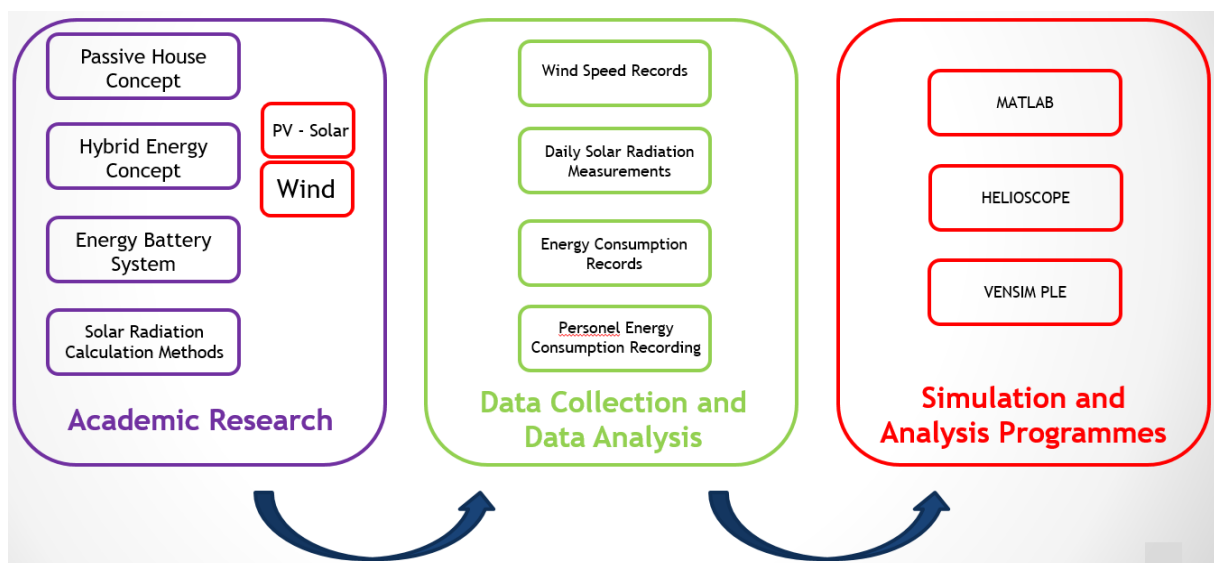 Passive House
Concept
Hybrid Energy
Concept
PV - Solar
Wind
Energy Battery
System
Solar Radiation
Calculation Methods
Academic Research
Wind Speed Records
Daily Solar Radiation
Measurements
Energy Consumption
Records
Personel Energy
Consumption Recording
Data Collection and
Data Analysis
MATLAB
HELIOSCOPE
VENSIM PLE
Simulation and
Analysis Programmes